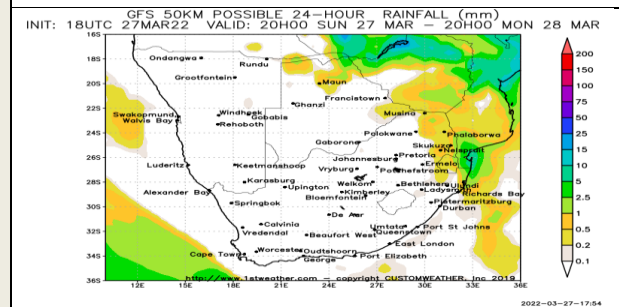 GFS 50KM POSSIBLE 24-HOUR RAINFALL (mm)
INIT: 18UTC 27MAR22 VALID: 20H00 SUN 27 MAR - 20H00 MON 28 MAR
16S
18S
20S
22S
24S
26S
28S
30S
32S
34S
36S
Ondangwa
Rundu
Grootfontein
Maun
Francistown
Ghanzi
Musina
Swakopmund
Walvis Bay
Windhoek
Gobabis
Rehoboth
Polokwane
Phalaborwa
Gaborone
Skukuza
Nelspruit
Pretoria
Johannesburg
Ermelo
Luderitz
Keetmanshoop
Vryburg
Potchefstroom
Karasburg
Welkom
Bethlehem
Ulundi
Alexander Bay
Upington
Kimberley
Ladysmith
Richards Bay
Springbok
Bloemfontein
Pietermaritzburg
Durban
De Aar
Calvinia
Umtata
Port St Johns
Vredendal
Beaufort West
Queenstown
East London
Cape Town
Worcester
Oudtshoorn
George
Port Elizabeth
http://www.1stweather.com - copyright CUSTOMWEATHER, Inc 2019
12E 15E 18E 21E 24E 27E 30E 33E 36E
200
150
100
75
50
25
15
10
5
2.5
1
0.5
0.2
0.1
2022-03-27-17:54